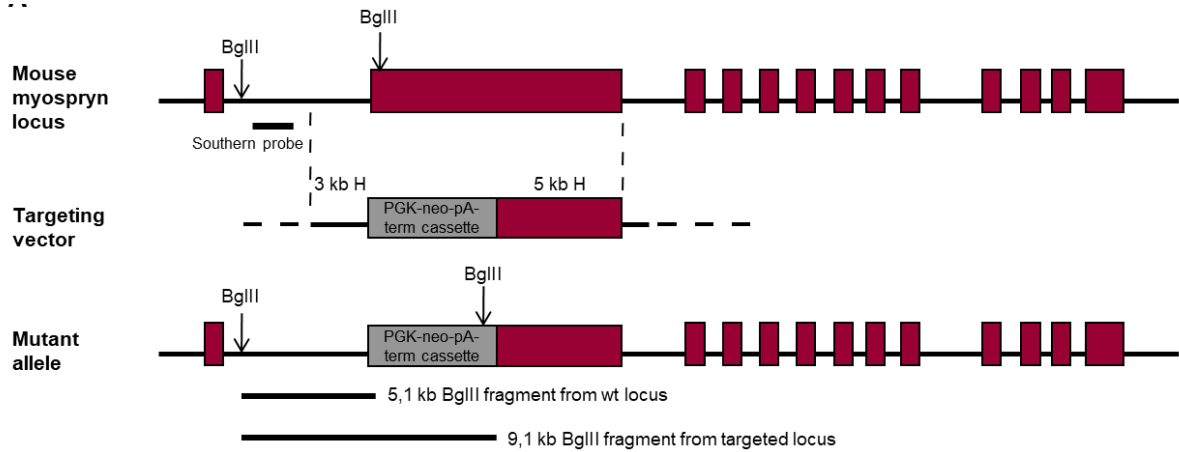 BglII
BglII
Mouse
myospryn
locus
Southern probe
3 kb H
5 kb H
Targeting
vector
PGK-neo-pA-
term cassette
BglII
BglII
Mutant
allele
PGK-neo-pA-
term cassette
5,1 kb BglII fragment from wt locus
9,1 kb BglII fragment from targeted locus